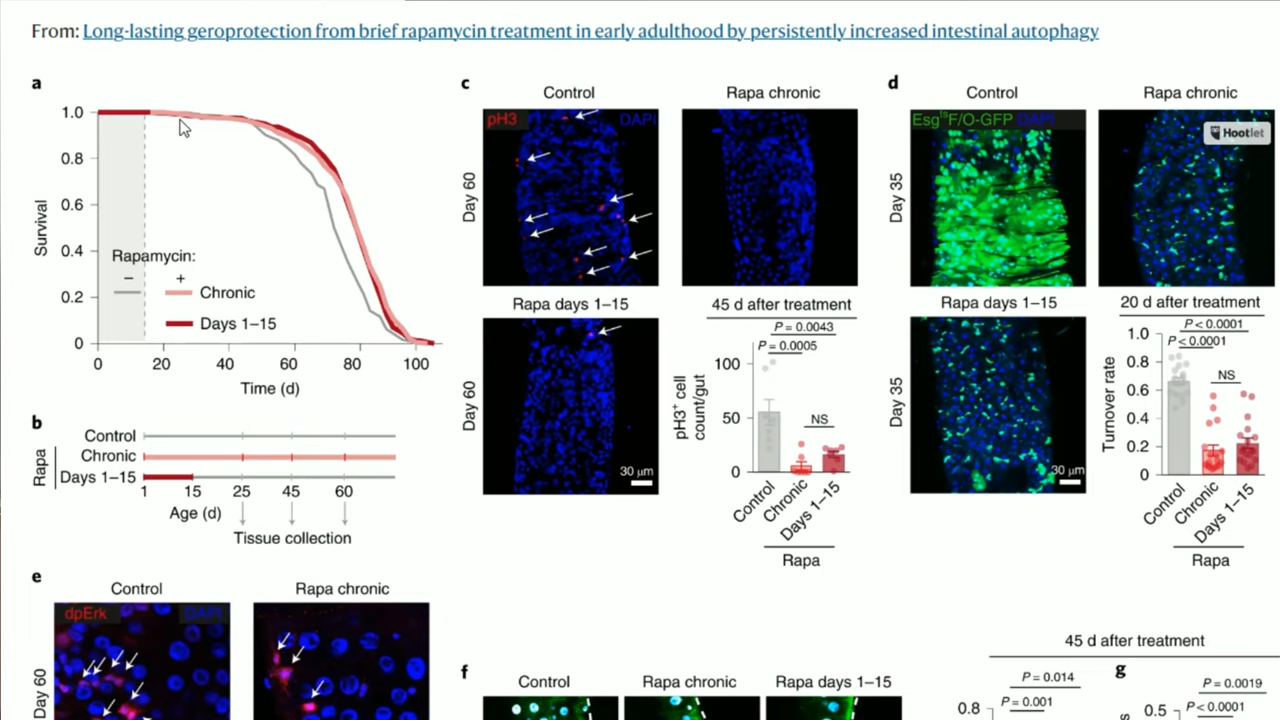 From: Long-lasting geroprotection from brief rapamycin treatment in early adulthood by persistently increased intestinal autophagy
a
1.0
0.8
0.6
0.4
0.2
0
Survival
Rapamycin:
− +
Chronic
Days 1–15
0 20 40 60 80 100
Time (d)
b
Rapa
Control
Chronic
Days 1–15
1 15 25 45 60
Age (d)
Tissue collection
c
Control
Rapa chronic
pH3 DAPI
Day 60
Rapa days 1–15
Day 60
30 μm
45 d after treatment
P = 0.0043
P = 0.0005
NS
100
50
0
pH3+ cell
count/gut
Control
Chronic
Days 1–15
Rapa
d
Control
Rapa chronic
EsgtsF/O-GFP DAPI
Hootlet
Day 35
Rapa days 1–15
Day 35
30 μm
20 d after treatment
P < 0.0001
P < 0.0001
NS
1.0
0.8
0.6
0.4
0.2
0
Turnover rate
Control
Chronic
Days 1–15
Rapa
e
Control
Rapa chronic
dpErk DAPI
Day 60
f
Control
Rapa chronic
Rapa days 1–15
45 d after treatment
P = 0.014
P = 0.001
0.8
g
P = 0.0019
P < 0.0001
0.5